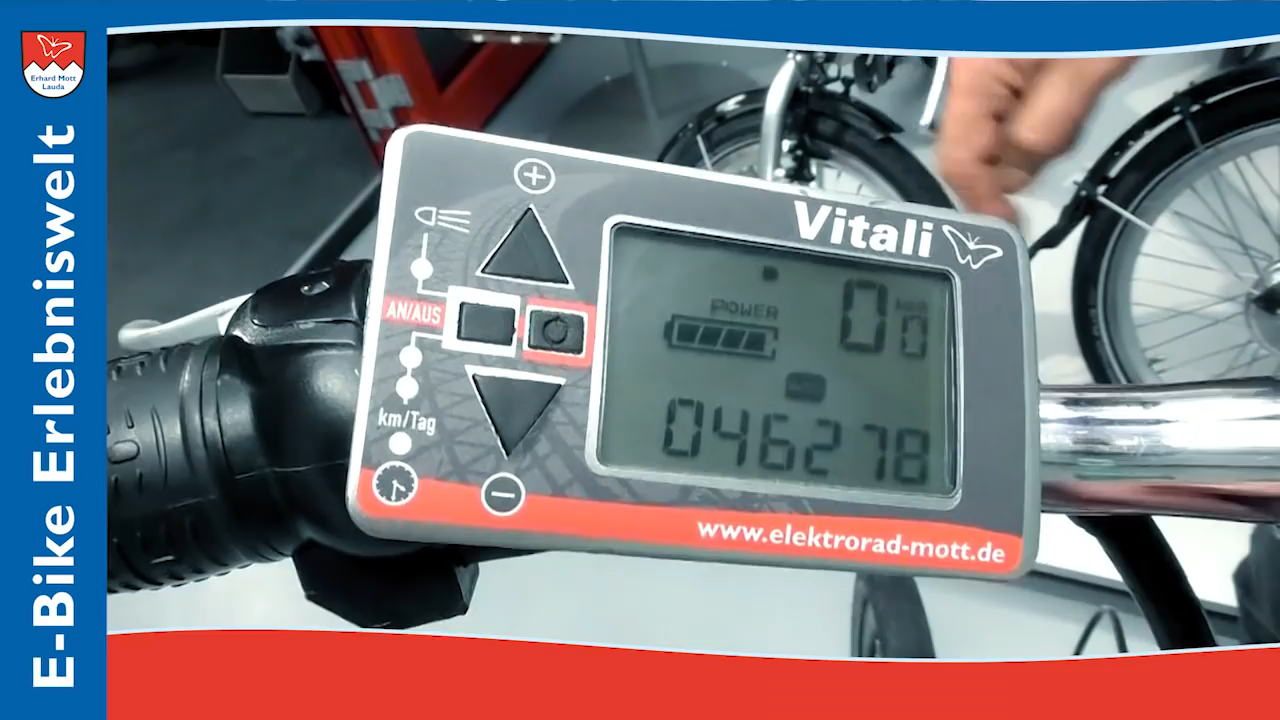 Erhard Mott
Lauda
E-Bike Erlebniswelt
Vitali
AN/AUS
km/Tag
POWER
0
0
046278
www.elektrorad-mott.de